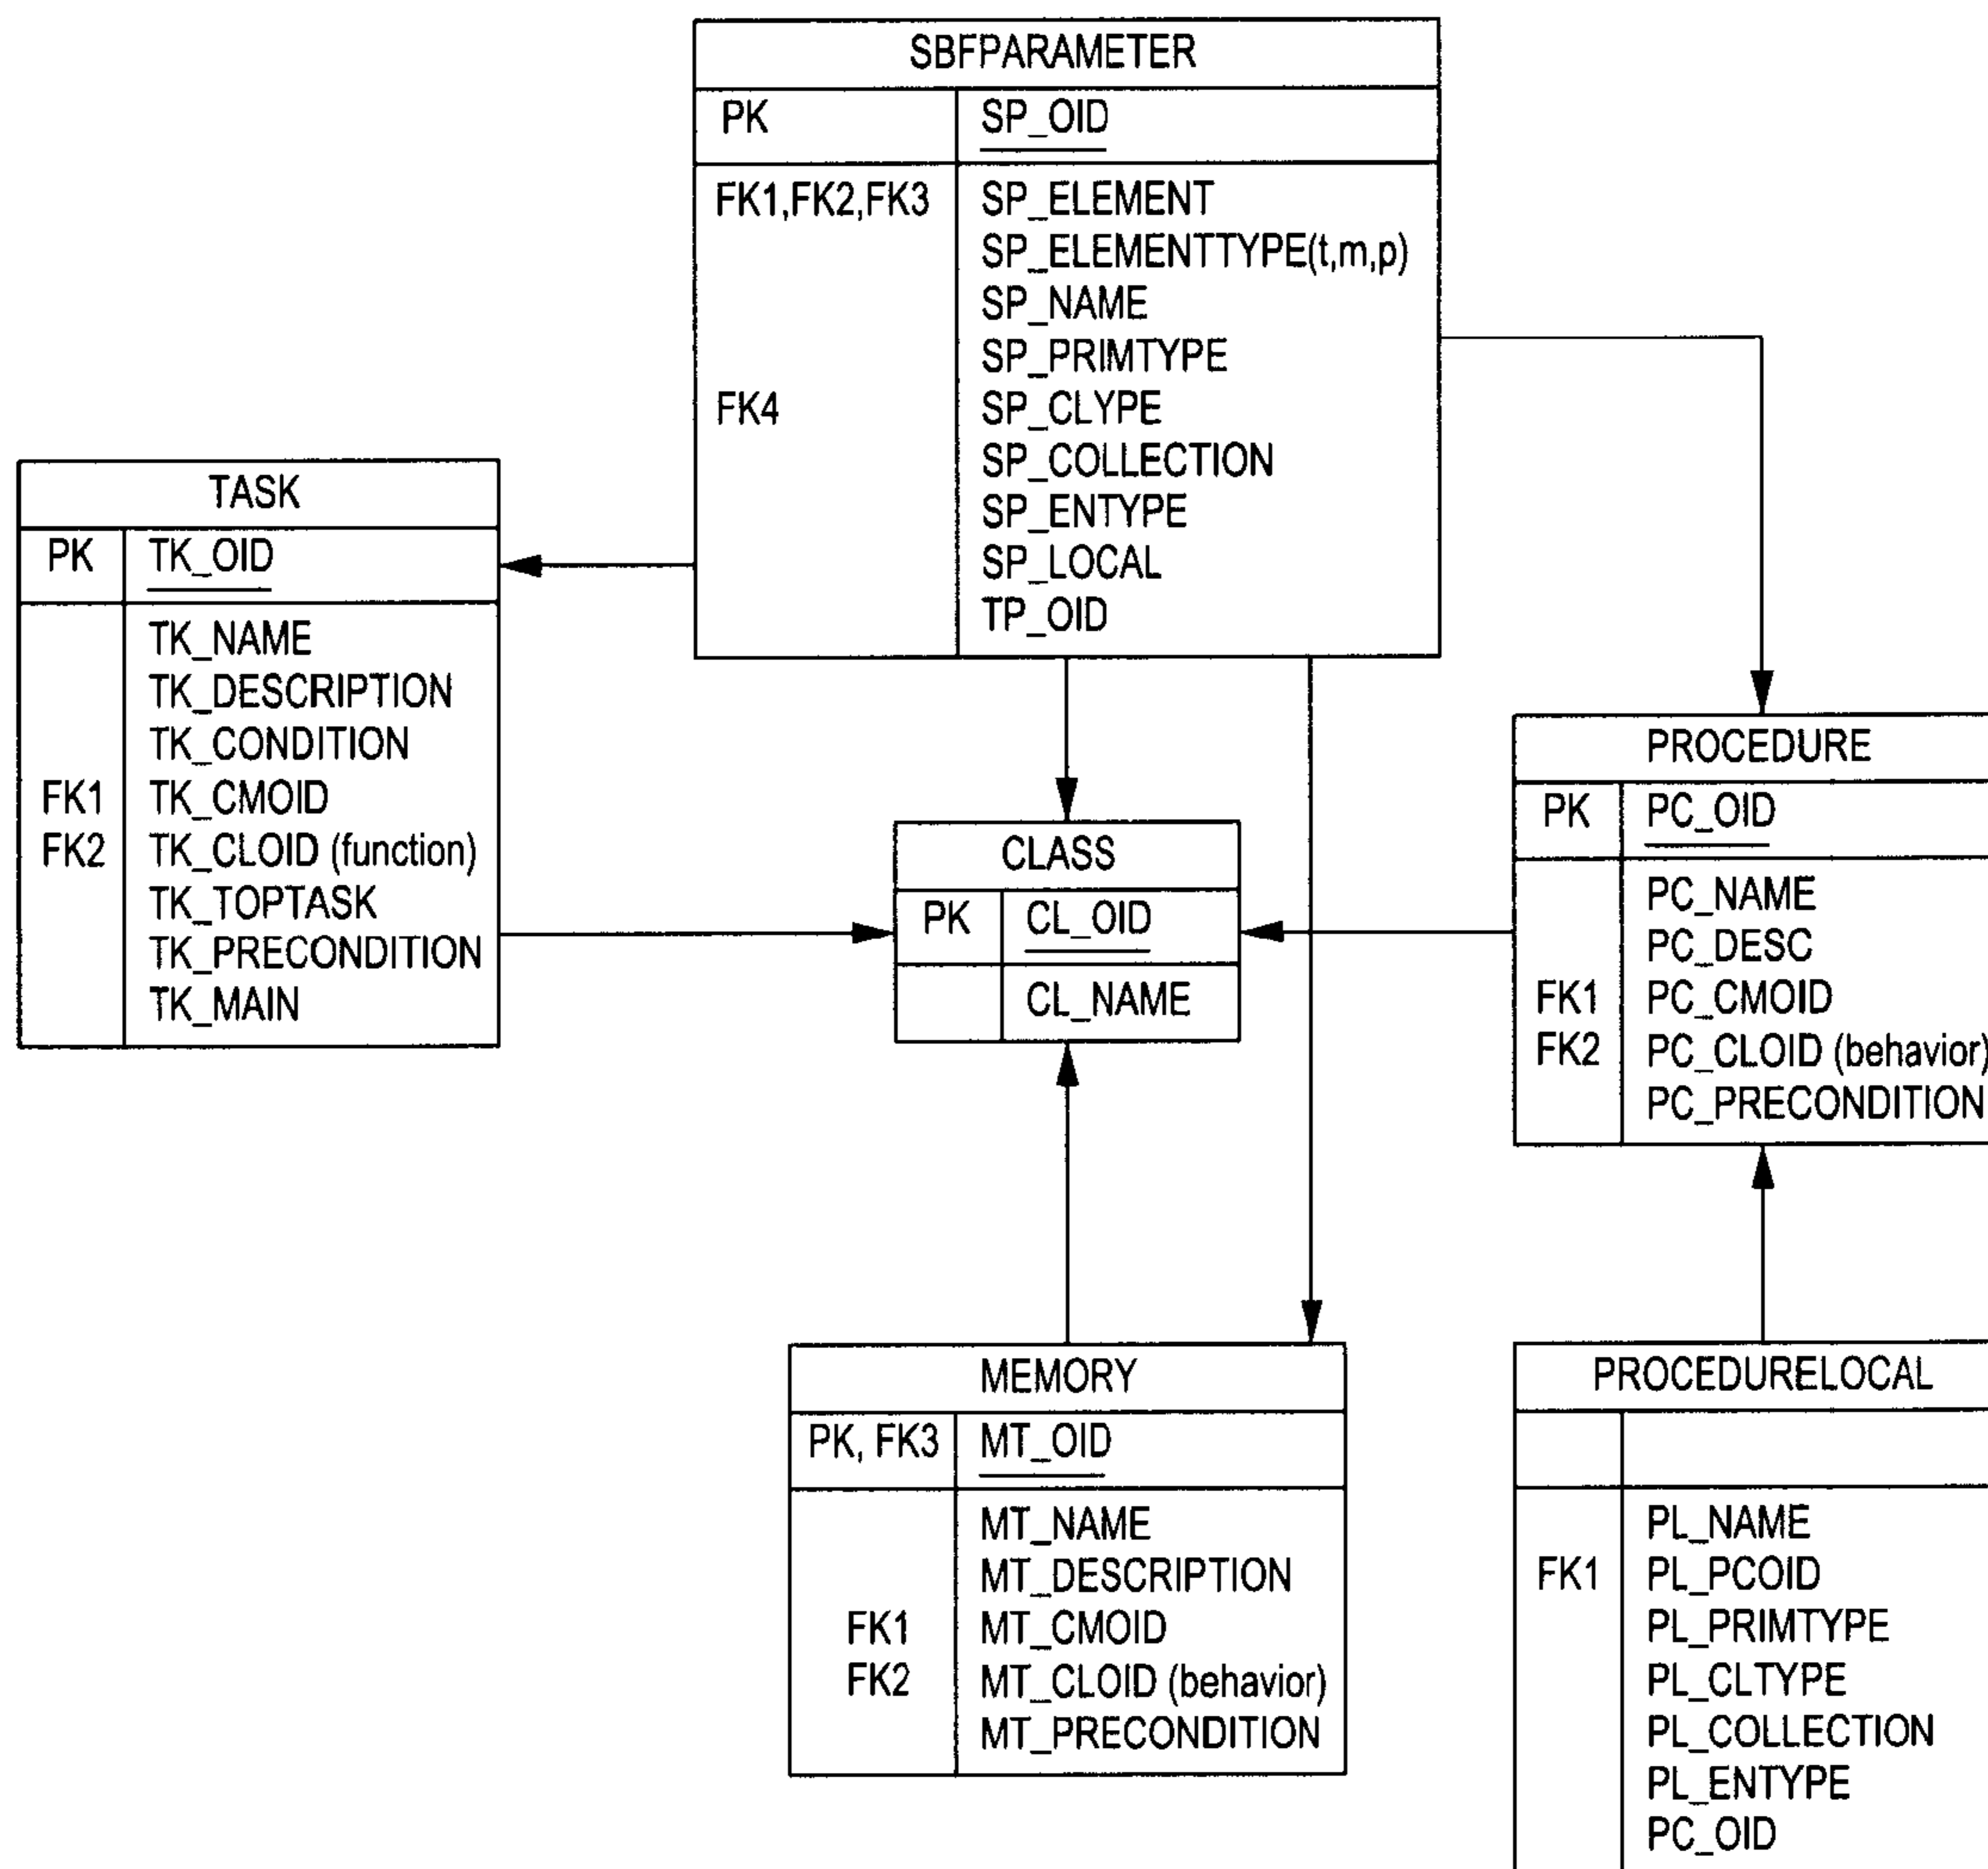 SBFPARAMETER
PK SP_OID
FK1,FK2,FK3 SP_ELEMENT
SP_ELEMENTTYPE(t,m,p)
SP_NAME
SP_PRIMTYPE
FK4 SP_CLYPE
SP_COLLECTION
SP_ENTYPE
SP_LOCAL
TP_OID
TASK
PK TK_OID
TK_NAME
TK_DESCRIPTION
TK_CONDITION
FK1 TK_CMOID
FK2 TK_CLOID (function)
TK_TOPTASK
TK_PRECONDITION
TK_MAIN
CLASS
PK CL_OID
CL_NAME
PROCEDURE
PK PC_OID
PC_NAME
PC_DESC
FK1 PC_CMOID
FK2 PC_CLOID (behavior)
PC_PRECONDITION
MEMORY
PK, FK3 MT_OID
MT_NAME
MT_DESCRIPTION
FK1 MT_CMOID
FK2 MT_CLOID (behavior)
MT_PRECONDITION
PROCEDURELOCAL
PL_NAME
FK1 PL_PCOID
PL_PRIMTYPE
PL_CLTYPE
PL_COLLECTION
PL_ENTYPE
PC_OID